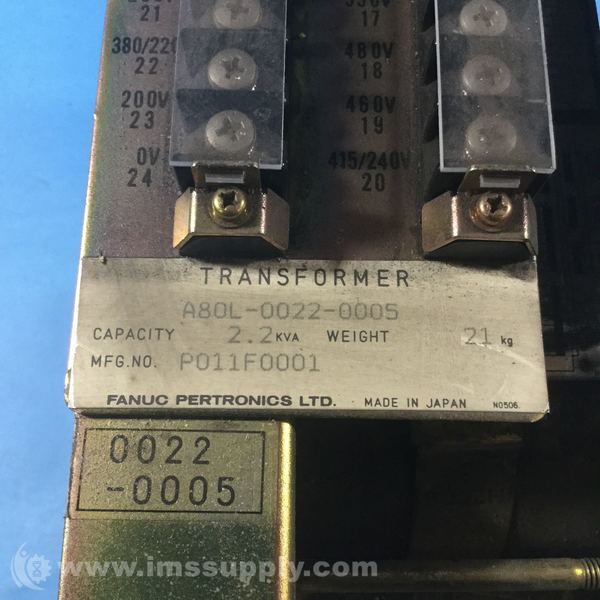 21
380/220
22
200V
23
0V
24
17
480V
18
460V
19
415/240V
20
TRANSFORMER
A80L-0022-0005
CAPACITY 2.2 KVA WEIGHT 21 kg
MFG.NO. P011F0001
FANUC PERTRONICS LTD. MADE IN JAPAN N0506
0022
-0005
© www.imssupply.com